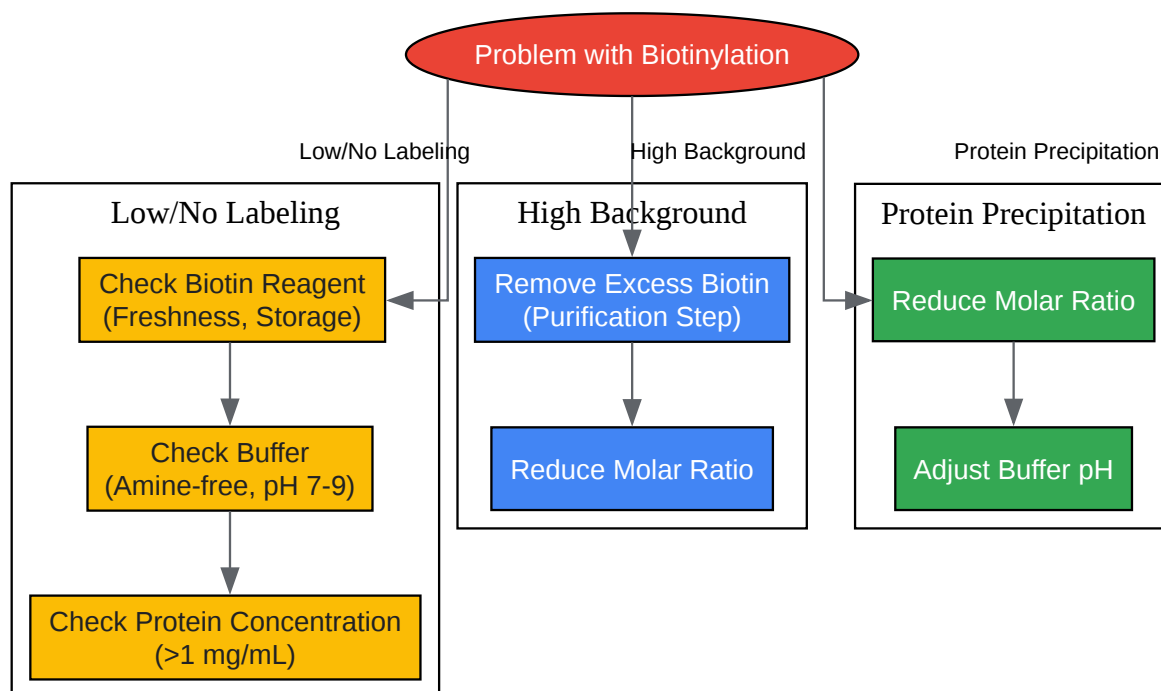 Problem with Biotinylation
Low/No Labeling
High Background
Protein Precipitation
Low/No Labeling
Check Biotin Reagent
(Freshness, Storage)
Check Buffer
(Amine-free, pH 7-9)
Check Protein Concentration
(>1 mg/mL)
High Background
Remove Excess Biotin
(Purification Step)
Reduce Molar Ratio
Protein Precipitation
Reduce Molar Ratio
Adjust Buffer pH